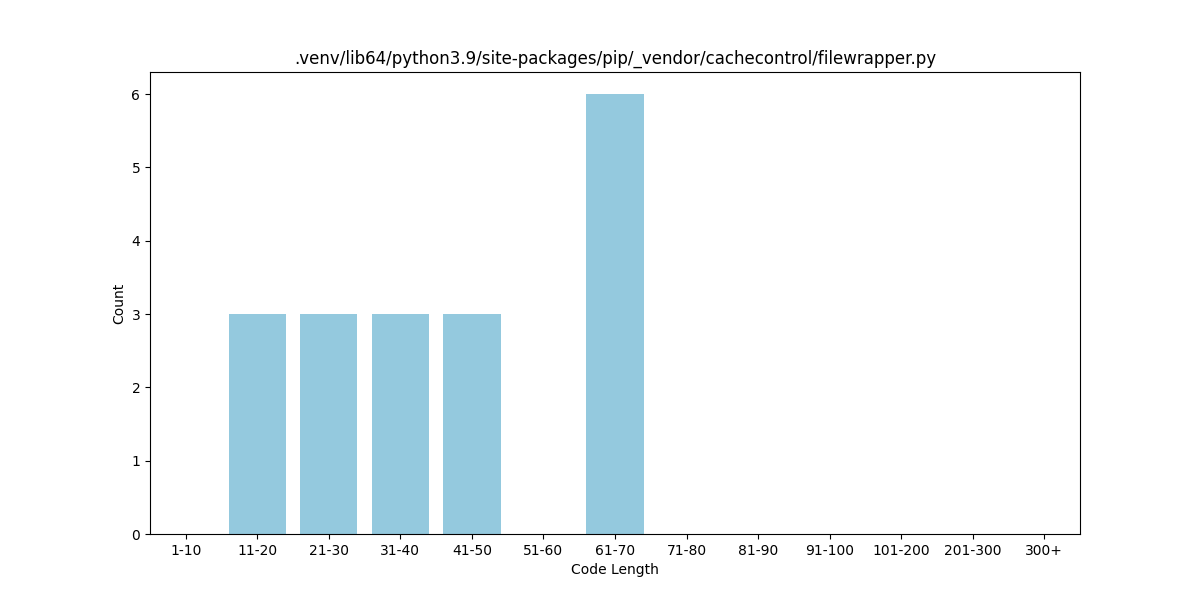 .venv/lib64/python3.9/site-packages/pip/_vendor/cachecontrol/filewrapper.py
6
5
4
3
2
1
0
Count
1-10 11-20 21-30 31-40 41-50 51-60 61-70 71-80 81-90 91-100 101-200 201-300 300+
Code Length